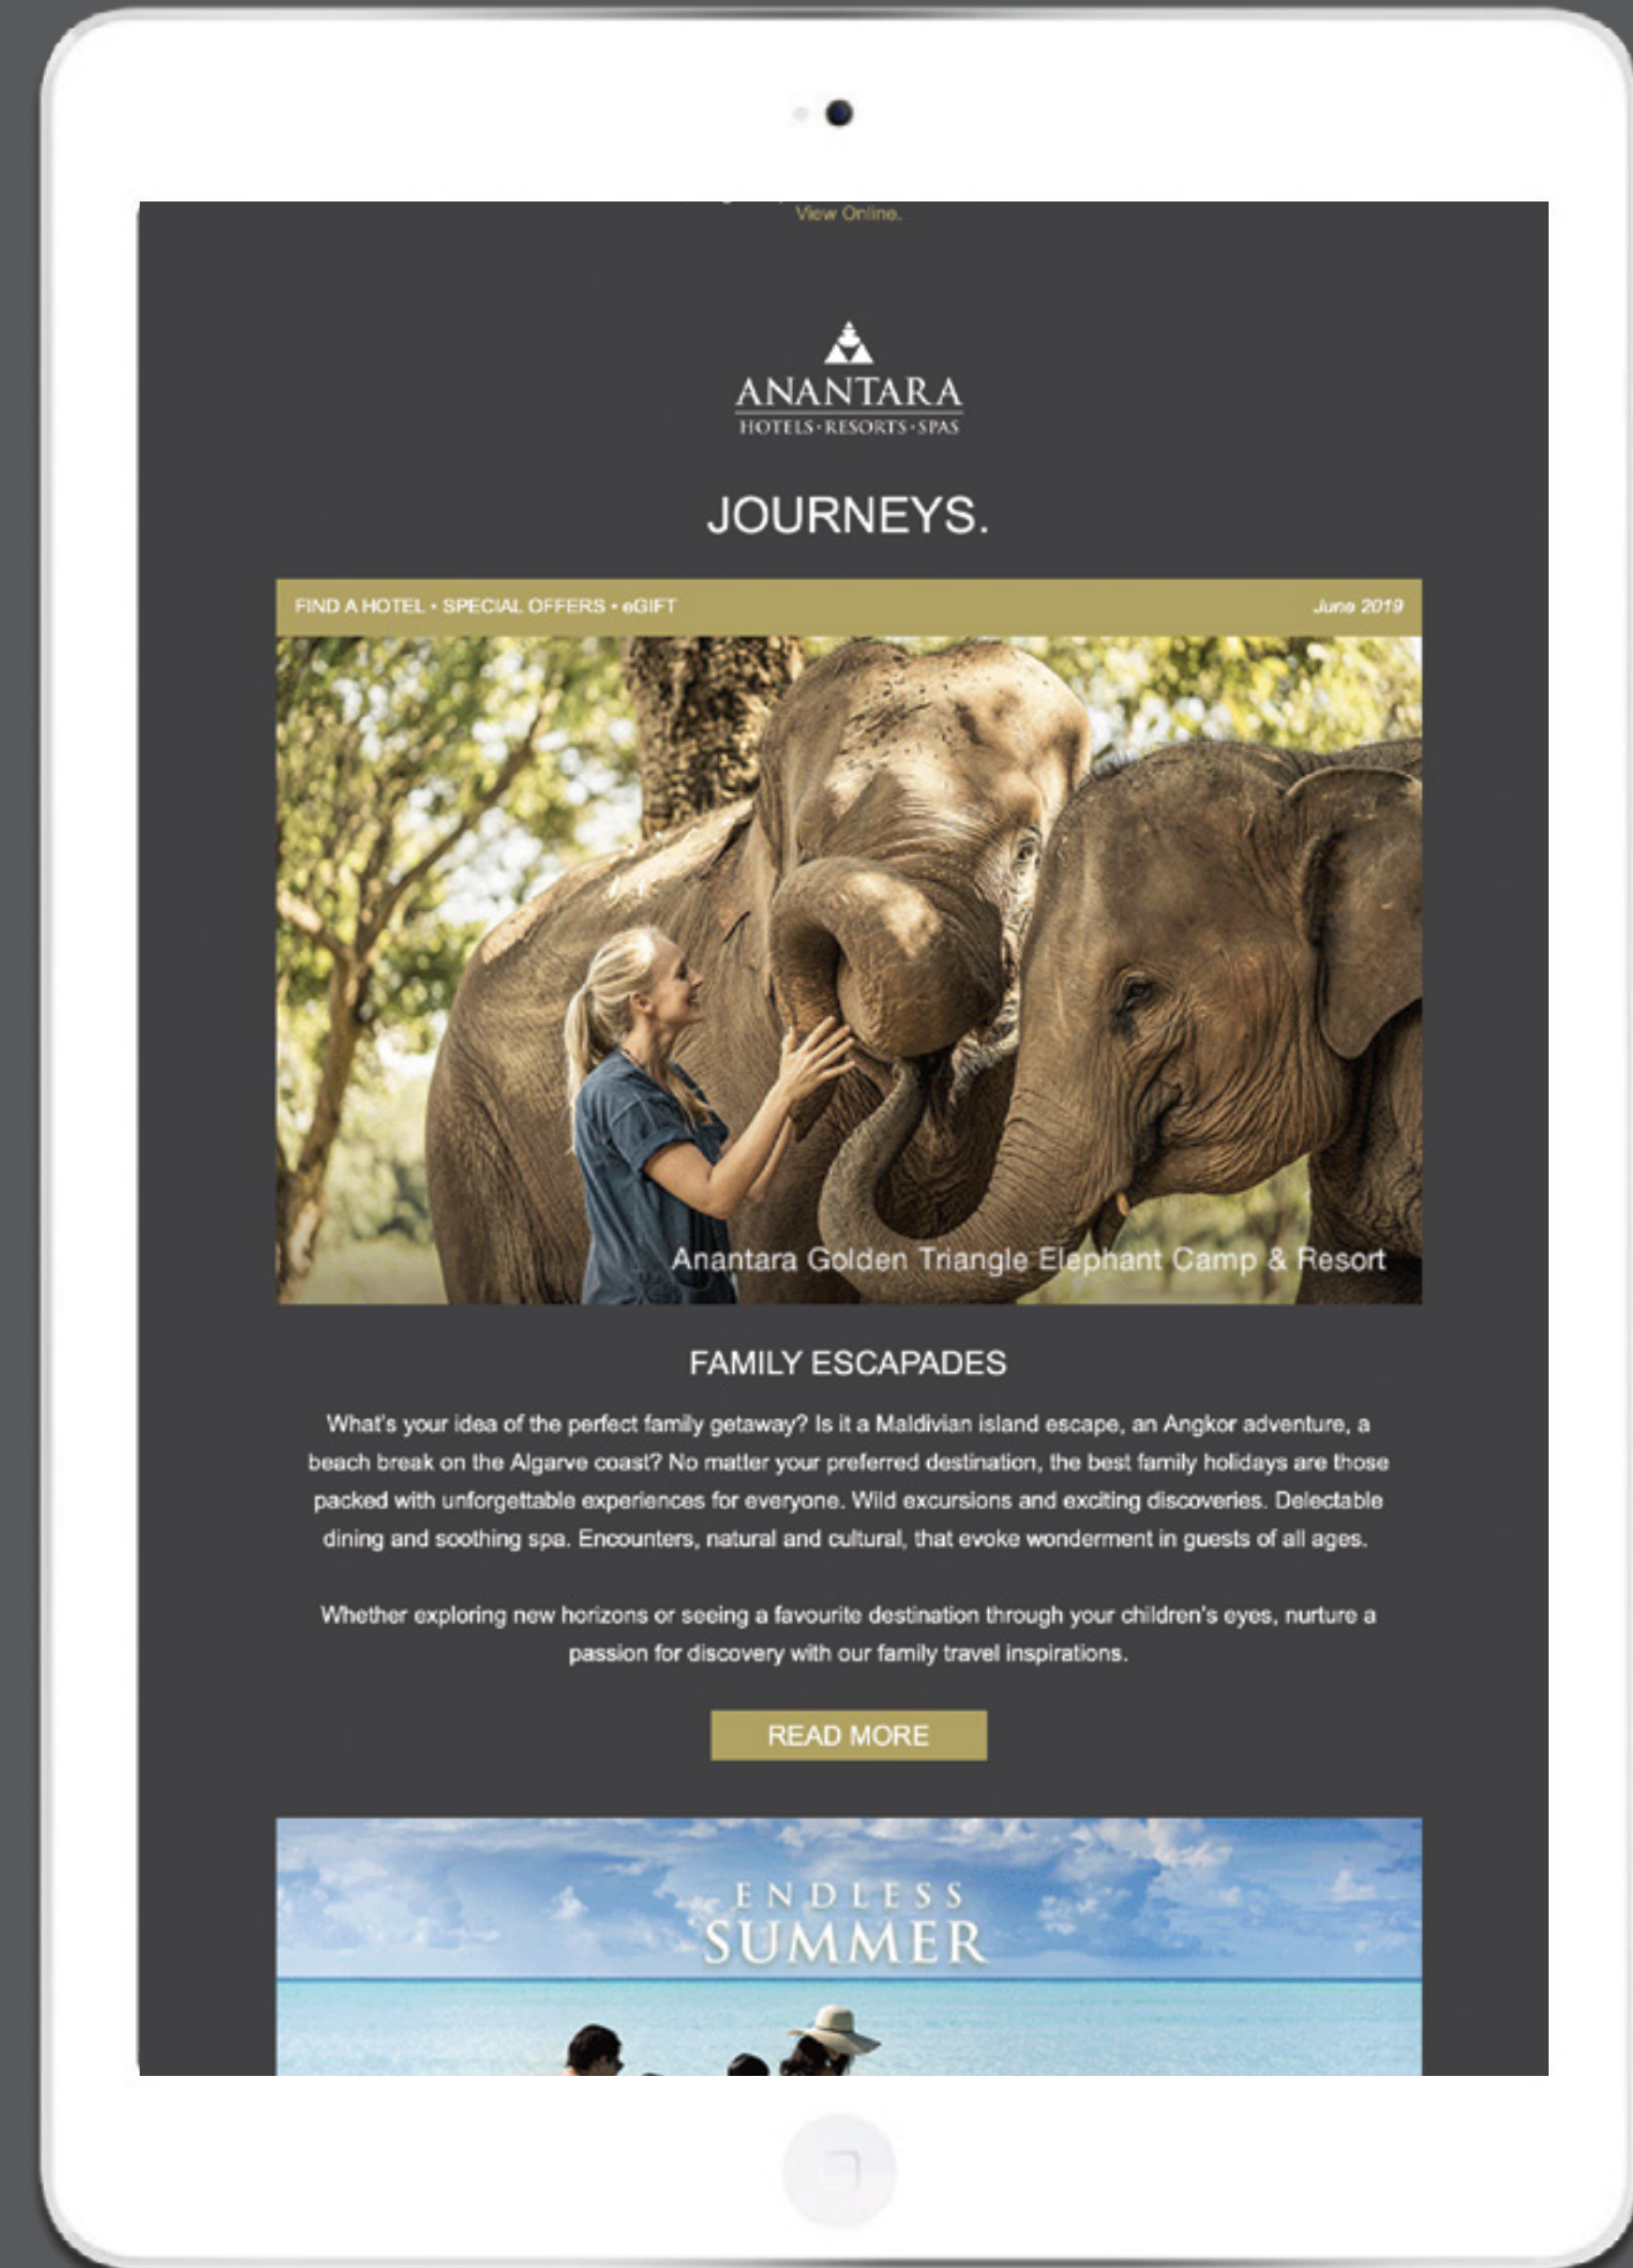 View Online.
ANANTARA
HOTELS•RESORTS•SPAS
JOURNEYS.
FIND A HOTEL • SPECIAL OFFERS • eGIFT
June 2019
Anantara Golden Triangle Elephant Camp & Resort
FAMILY ESCAPADES
What's your idea of the perfect family getaway? Is it a Maldivian island escape, an Angkor adventure, a
beach break on the Algarve coast? No matter your preferred destination, the best family holidays are those
packed with unforgettable experiences for everyone. Wild excursions and exciting discoveries. Delectable
dining and soothing spa. Encounters, natural and cultural, that evoke wonderment in guests of all ages.
Whether exploring new horizons or seeing a favourite destination through your children's eyes, nurture a
passion for discovery with our family travel inspirations.
READ MORE
ENDLESS
SUMMER